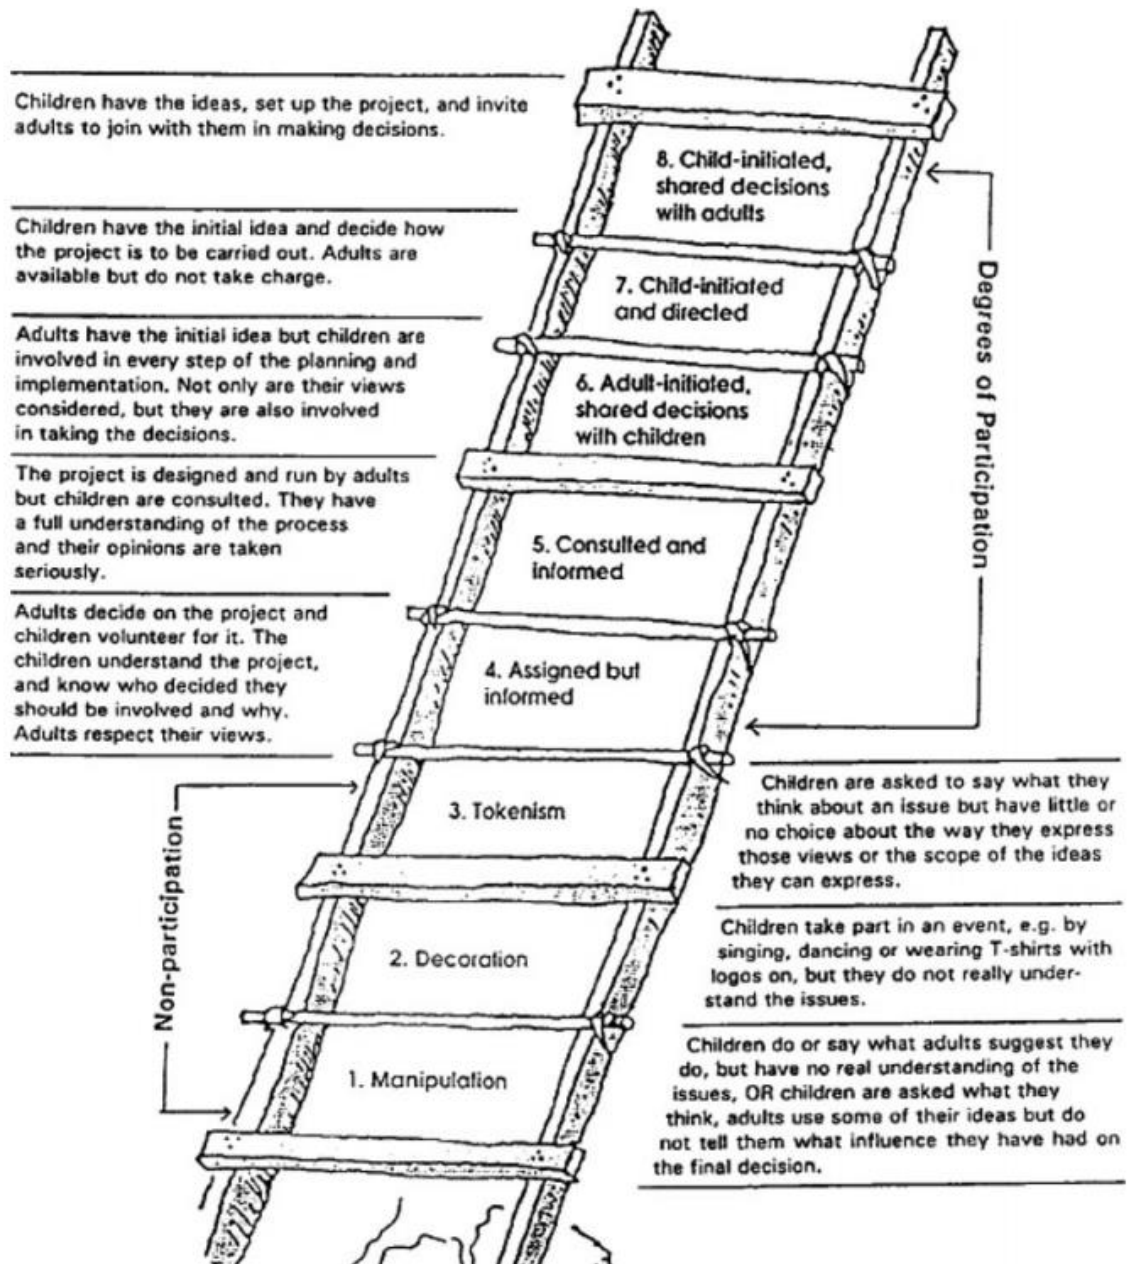 Children have the ideas, set up the project, and invite
adults to join with them in making decisions.
8. Child-initiated,
shared decisions
with adults
Children have the initial idea and decide how
the project is to be carried out. Adults are
available but do not take charge.
7. Child-initiated
and directed
Degrees of Participation
Adults have the initial idea but children are
involved in every step of the planning and
implementation. Not only are their views
considered, but they are also involved
in taking the decisions.
6. Adult-initiated,
shared decisions
with children
The project is designed and run by adults
but children are consulted. They have
a full understanding of the process
and their opinions are taken
seriously.
5. Consulted and
informed
Adults decide on the project and
children volunteer for it. The
children understand the project,
and know who decided they
should be involved and why.
Adults respect their views.
4. Assigned but
informed
Non-participation
3. Tokenism
Children are asked to say what they
think about an issue but have little or
no choice about the way they express
those views or the scope of the ideas
they can express.
2. Decoration
Children take part in an event, e.g. by
singing, dancing or wearing T-shirts with
logos on, but they do not really under-
stand the issues.
1. Manipulation
Children do or say what adults suggest they
do, but have no real understanding of the
issues, OR children are asked what they
think, adults use some of their ideas but do
not tell them what influence they have had on
the final decision.